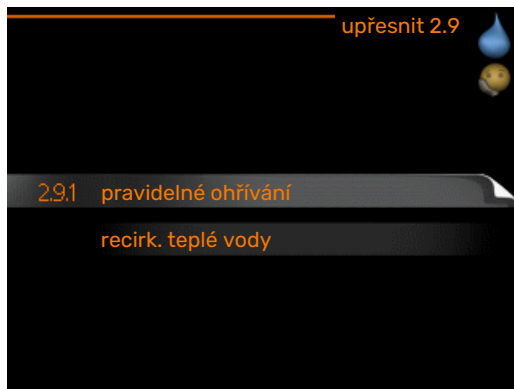 upřesnit 2.9
2.9.1 pravidelné ohřívání
recirk. teplé vody